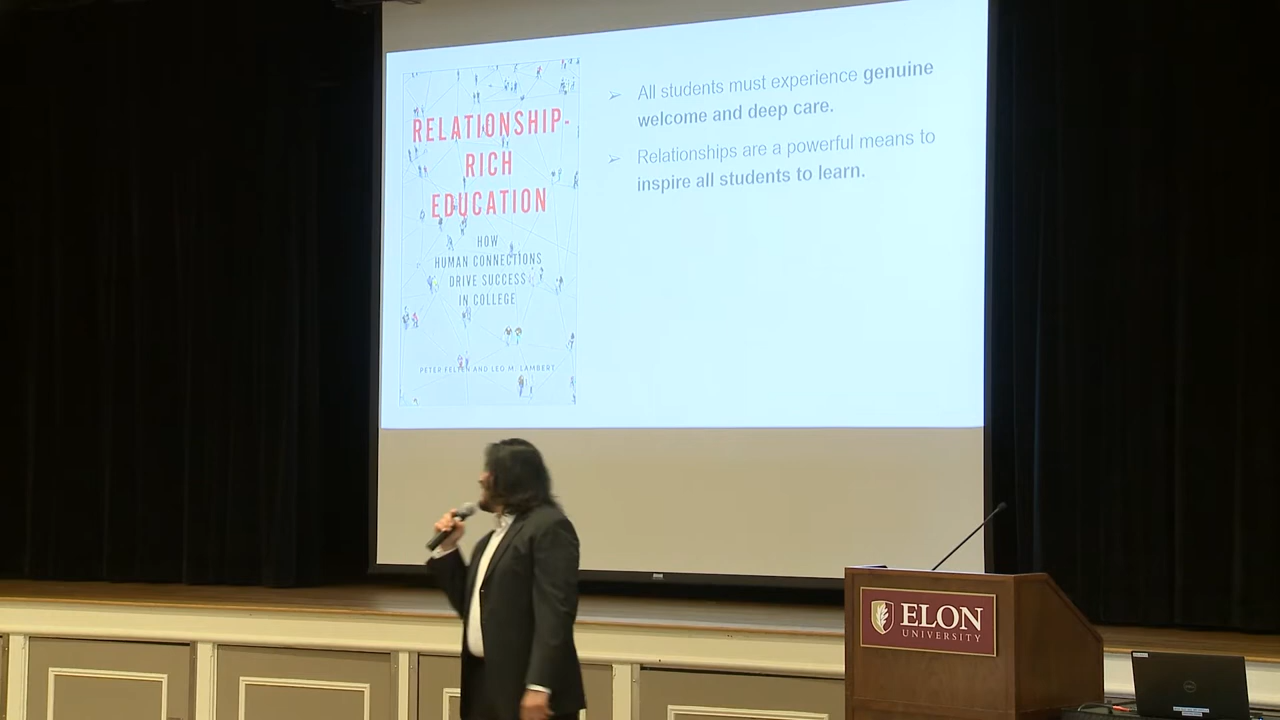 RELATIONSHIP-
RICH
EDUCATION
HOW
HUMAN CONNECTIONS
DRIVE SUCCESS
IN COLLEGE
PETER FELTEN AND LEO M. LAMBERT
➢ All students must experience genuine
welcome and deep care.
➢ Relationships are a powerful means to
inspire all students to learn.
ELON
UNIVERSITY
DELL